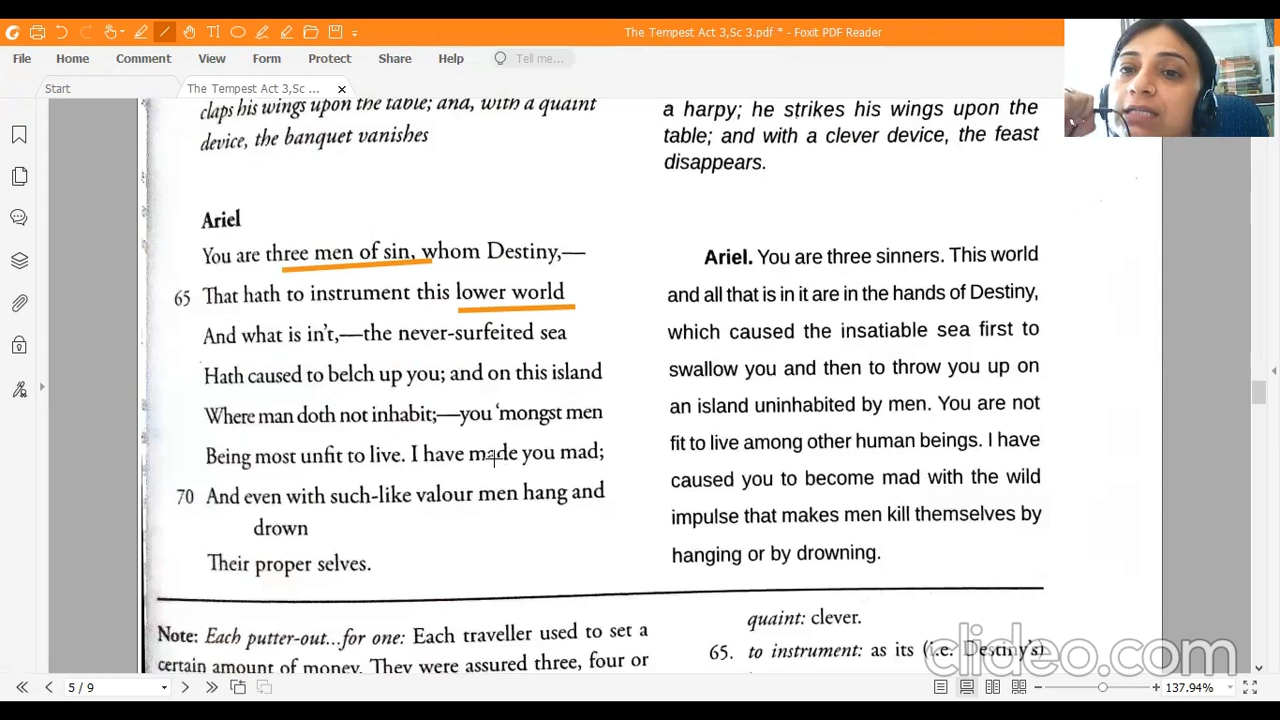 The Tempest Act 3,Sc 3.pdf * - Foxit PDF Reader
File Home Comment View Form Protect Share Help Tell me...
Start The Tempest Act 3,Sc ...
claps his wings upon the table; and, with a quaint
device, the banquet vanishes
a harpy; he strikes his wings upon the
table; and with a clever device, the feast
disappears.
Ariel
You are three men of sin, whom Destiny,—
65 That hath to instrument this lower world
And what is in't,—the never-surfeited sea
Hath caused to belch up you; and on this island
Where man doth not inhabit;—you 'mongst men
Being most unfit to live. I have made you mad;
70 And even with such-like valour men hang and
drown
Their proper selves.
Ariel. You are three sinners. This world
and all that is in it are in the hands of Destiny,
which caused the insatiable sea first to
swallow you and then to throw you up on
an island uninhabited by men. You are not
fit to live among other human beings. I have
caused you to become mad with the wild
impulse that makes men kill themselves by
hanging or by drowning.
Note: Each putter-out...for one: Each traveller used to set a
certain amount of money. They were assured three, four or
quaint: clever.
65. to instrument: as its (i.e. Destiny's)
clideo.com
5 / 9
137.94%